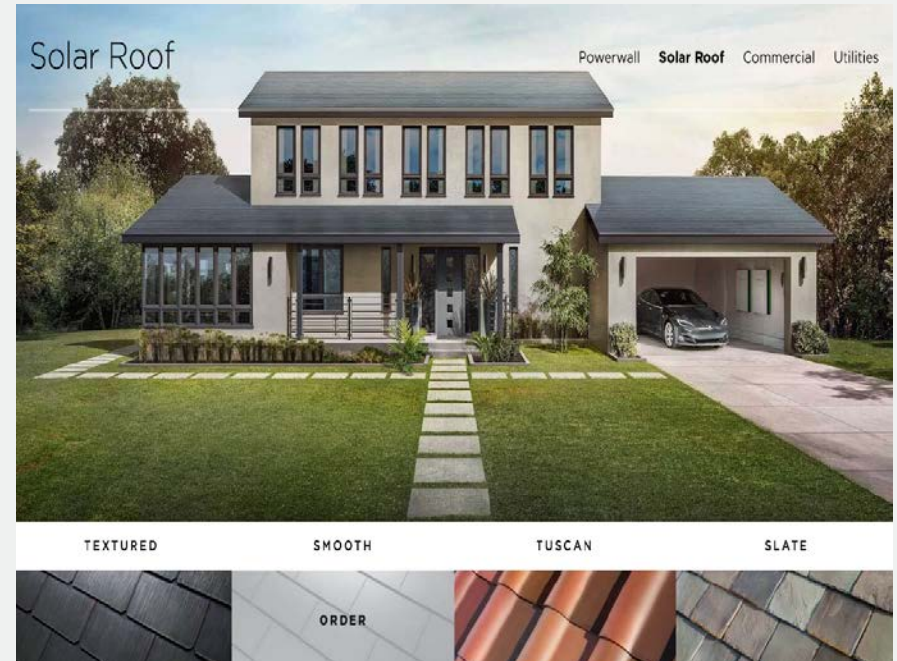 Solar Roof
Powerwall Solar Roof Commercial Utilities
TEXTURED SMOOTH TUSCAN SLATE
ORDER